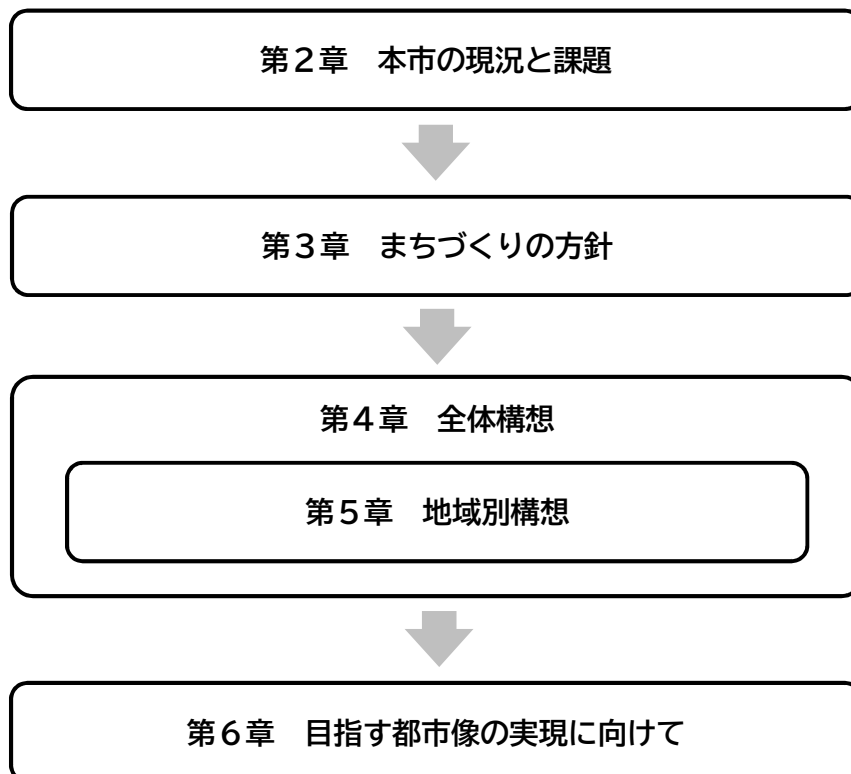 第２章　本市の現況と課題
第３章　まちづくりの方針
第４章　全体構想
第５章　地域別構想
第６章　目指す都市像の実現に向けて